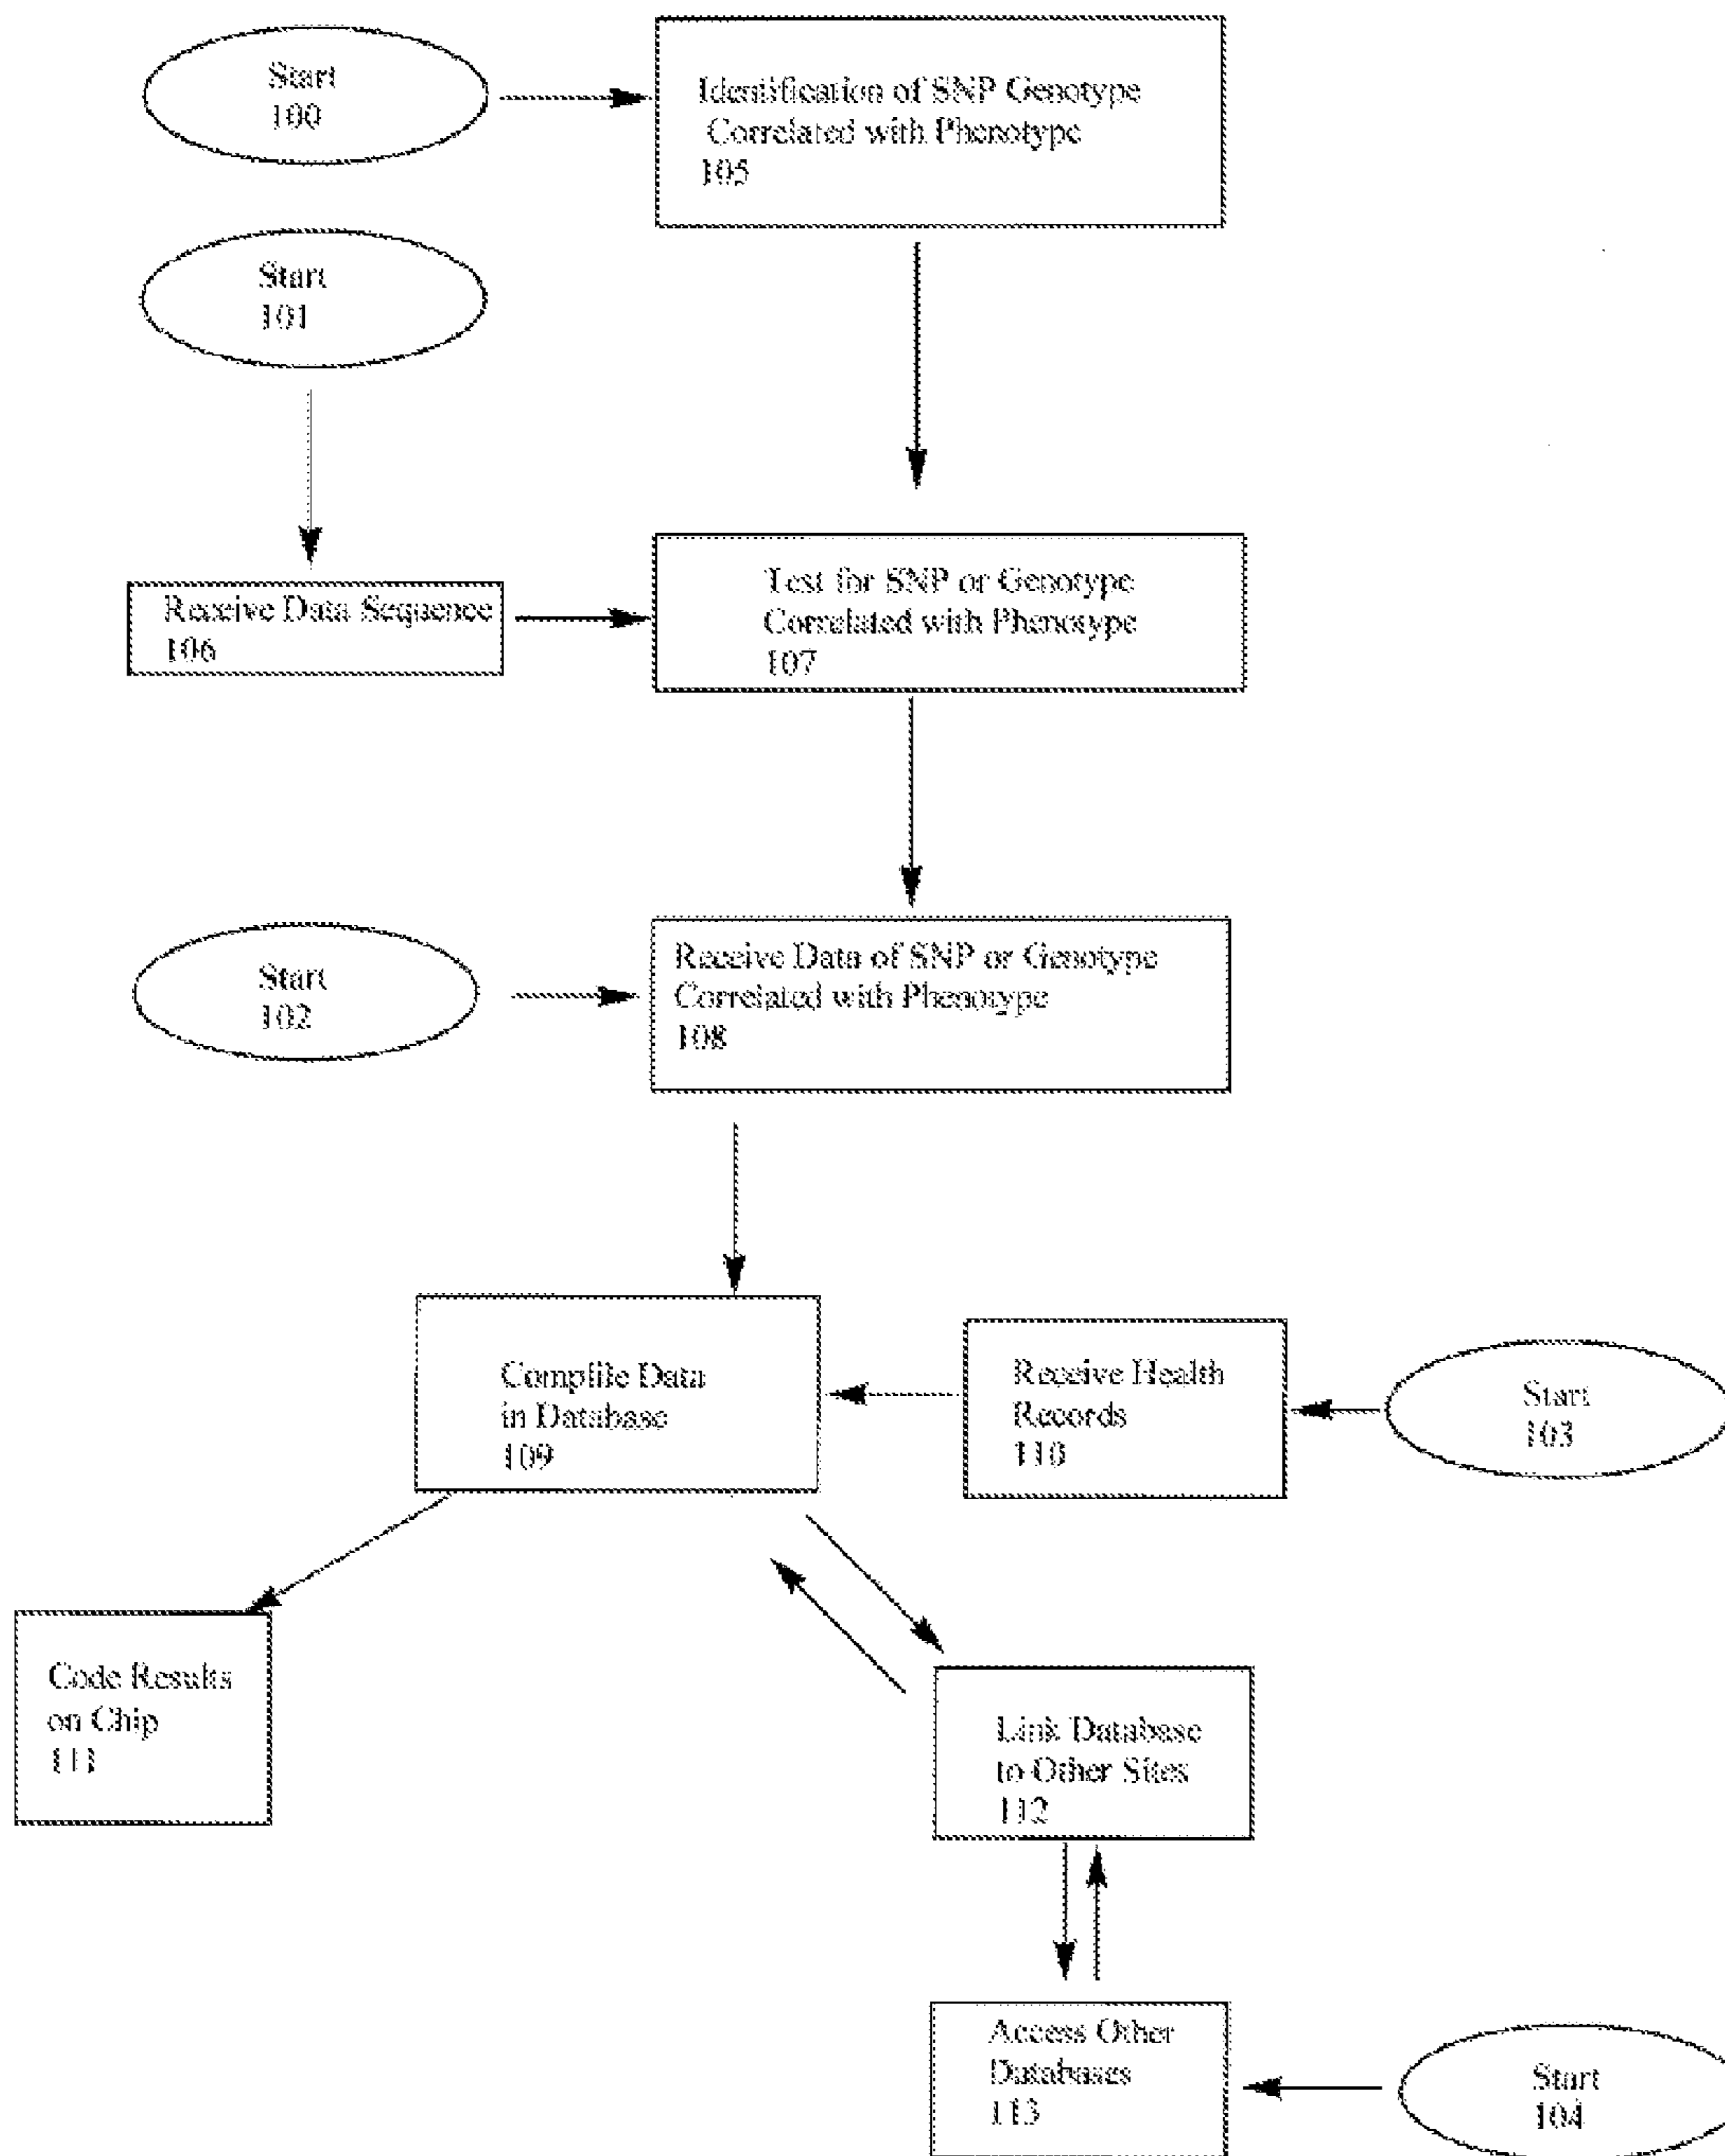 Start
100
Identification of SNP Genotype
Correlated with Phenotype
105
Start
101
Receive Data Sequence
106
Test for SNP or Genotype
Correlated with Phenotype
107
Start
102
Receive Data of SNP or Genotype
Correlated with Phenotype
108
Compfile Data
in Database
109
Receive Health
Records
110
Start
103
Code Results
on Chip
111
Link Database
to Other Sites
112
Access Other
Databases
113
Start
104